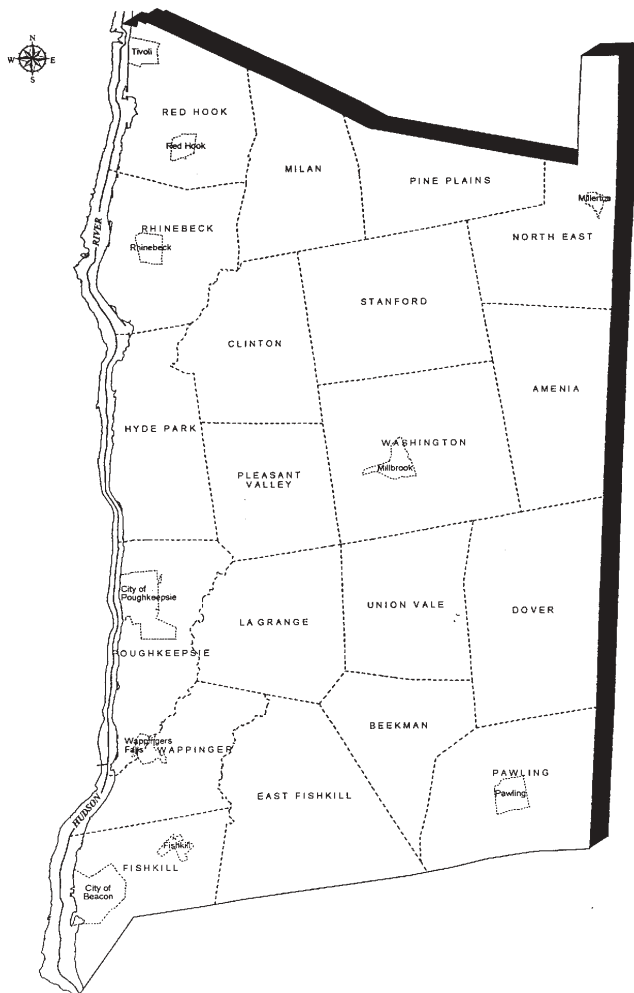 N
W E
S
Tivoli
RED HOOK
Red Hook
MILAN
PINE PLAINS
Millerton
NORTH EAST
RHINEBECK
Rhinebeck
RIVER
STANFORD
CLINTON
AMENIA
HYDE PARK
WASHINGTON
Millbrook
PLEASANT
VALLEY
City of
Poughkeepsie
UNION VALE
DOVER
LA GRANGE
POUGHKEEPSIE
BEEKMAN
Wappingers
Falls
WAPPINGER
PAWLING
Pawling
EAST FISHKILL
HUDSON
Fishkill
FISHKILL
City of
Beacon